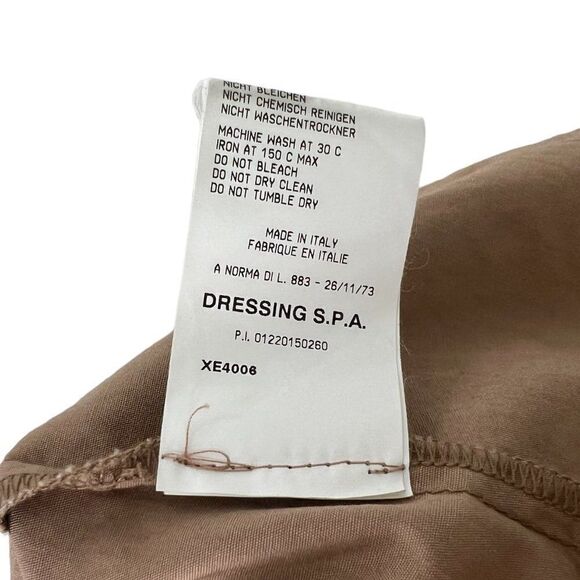 NICHT BLEICHEN
NICHT CHEMISCH REINIGEN
NICHT WASCHENTROCKNER
MACHINE WASH AT 30 C
IRON AT 150 C MAX
DO NOT BLEACH
DO NOT DRY CLEAN
DO NOT TUMBLE DRY
MADE IN ITALY
FABRIQUE EN ITALIE
A NORMA DI L. 883 - 26/11/73
DRESSING S.P.A.
P.I. 01220150260
XE4006